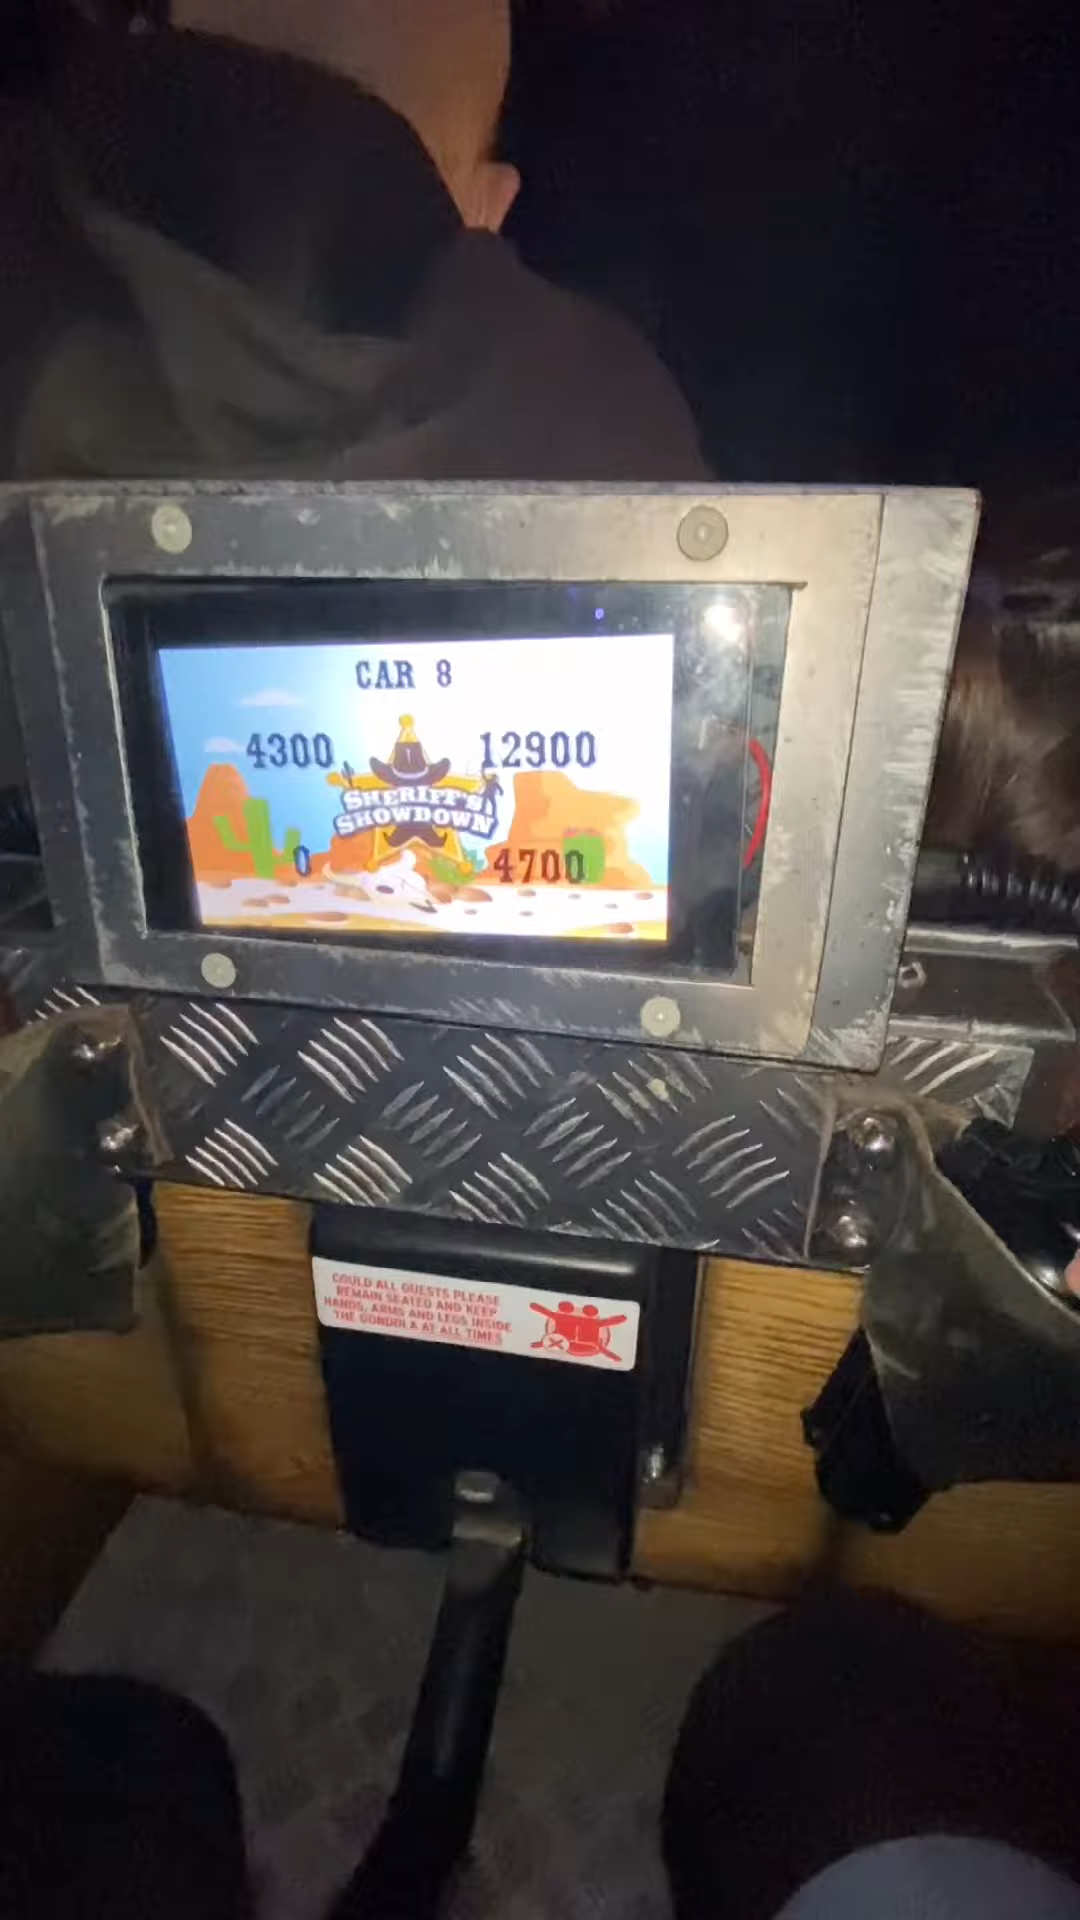 CAR 8
4300 12900
SHERIFF'S
SHOWDOWN
0 4700
COULD ALL GUESTS PLEASE
REMAIN SEATED AND KEEP
HANDS, ARMS AND LEGS INSIDE
THE GONDOLA AT ALL TIMES